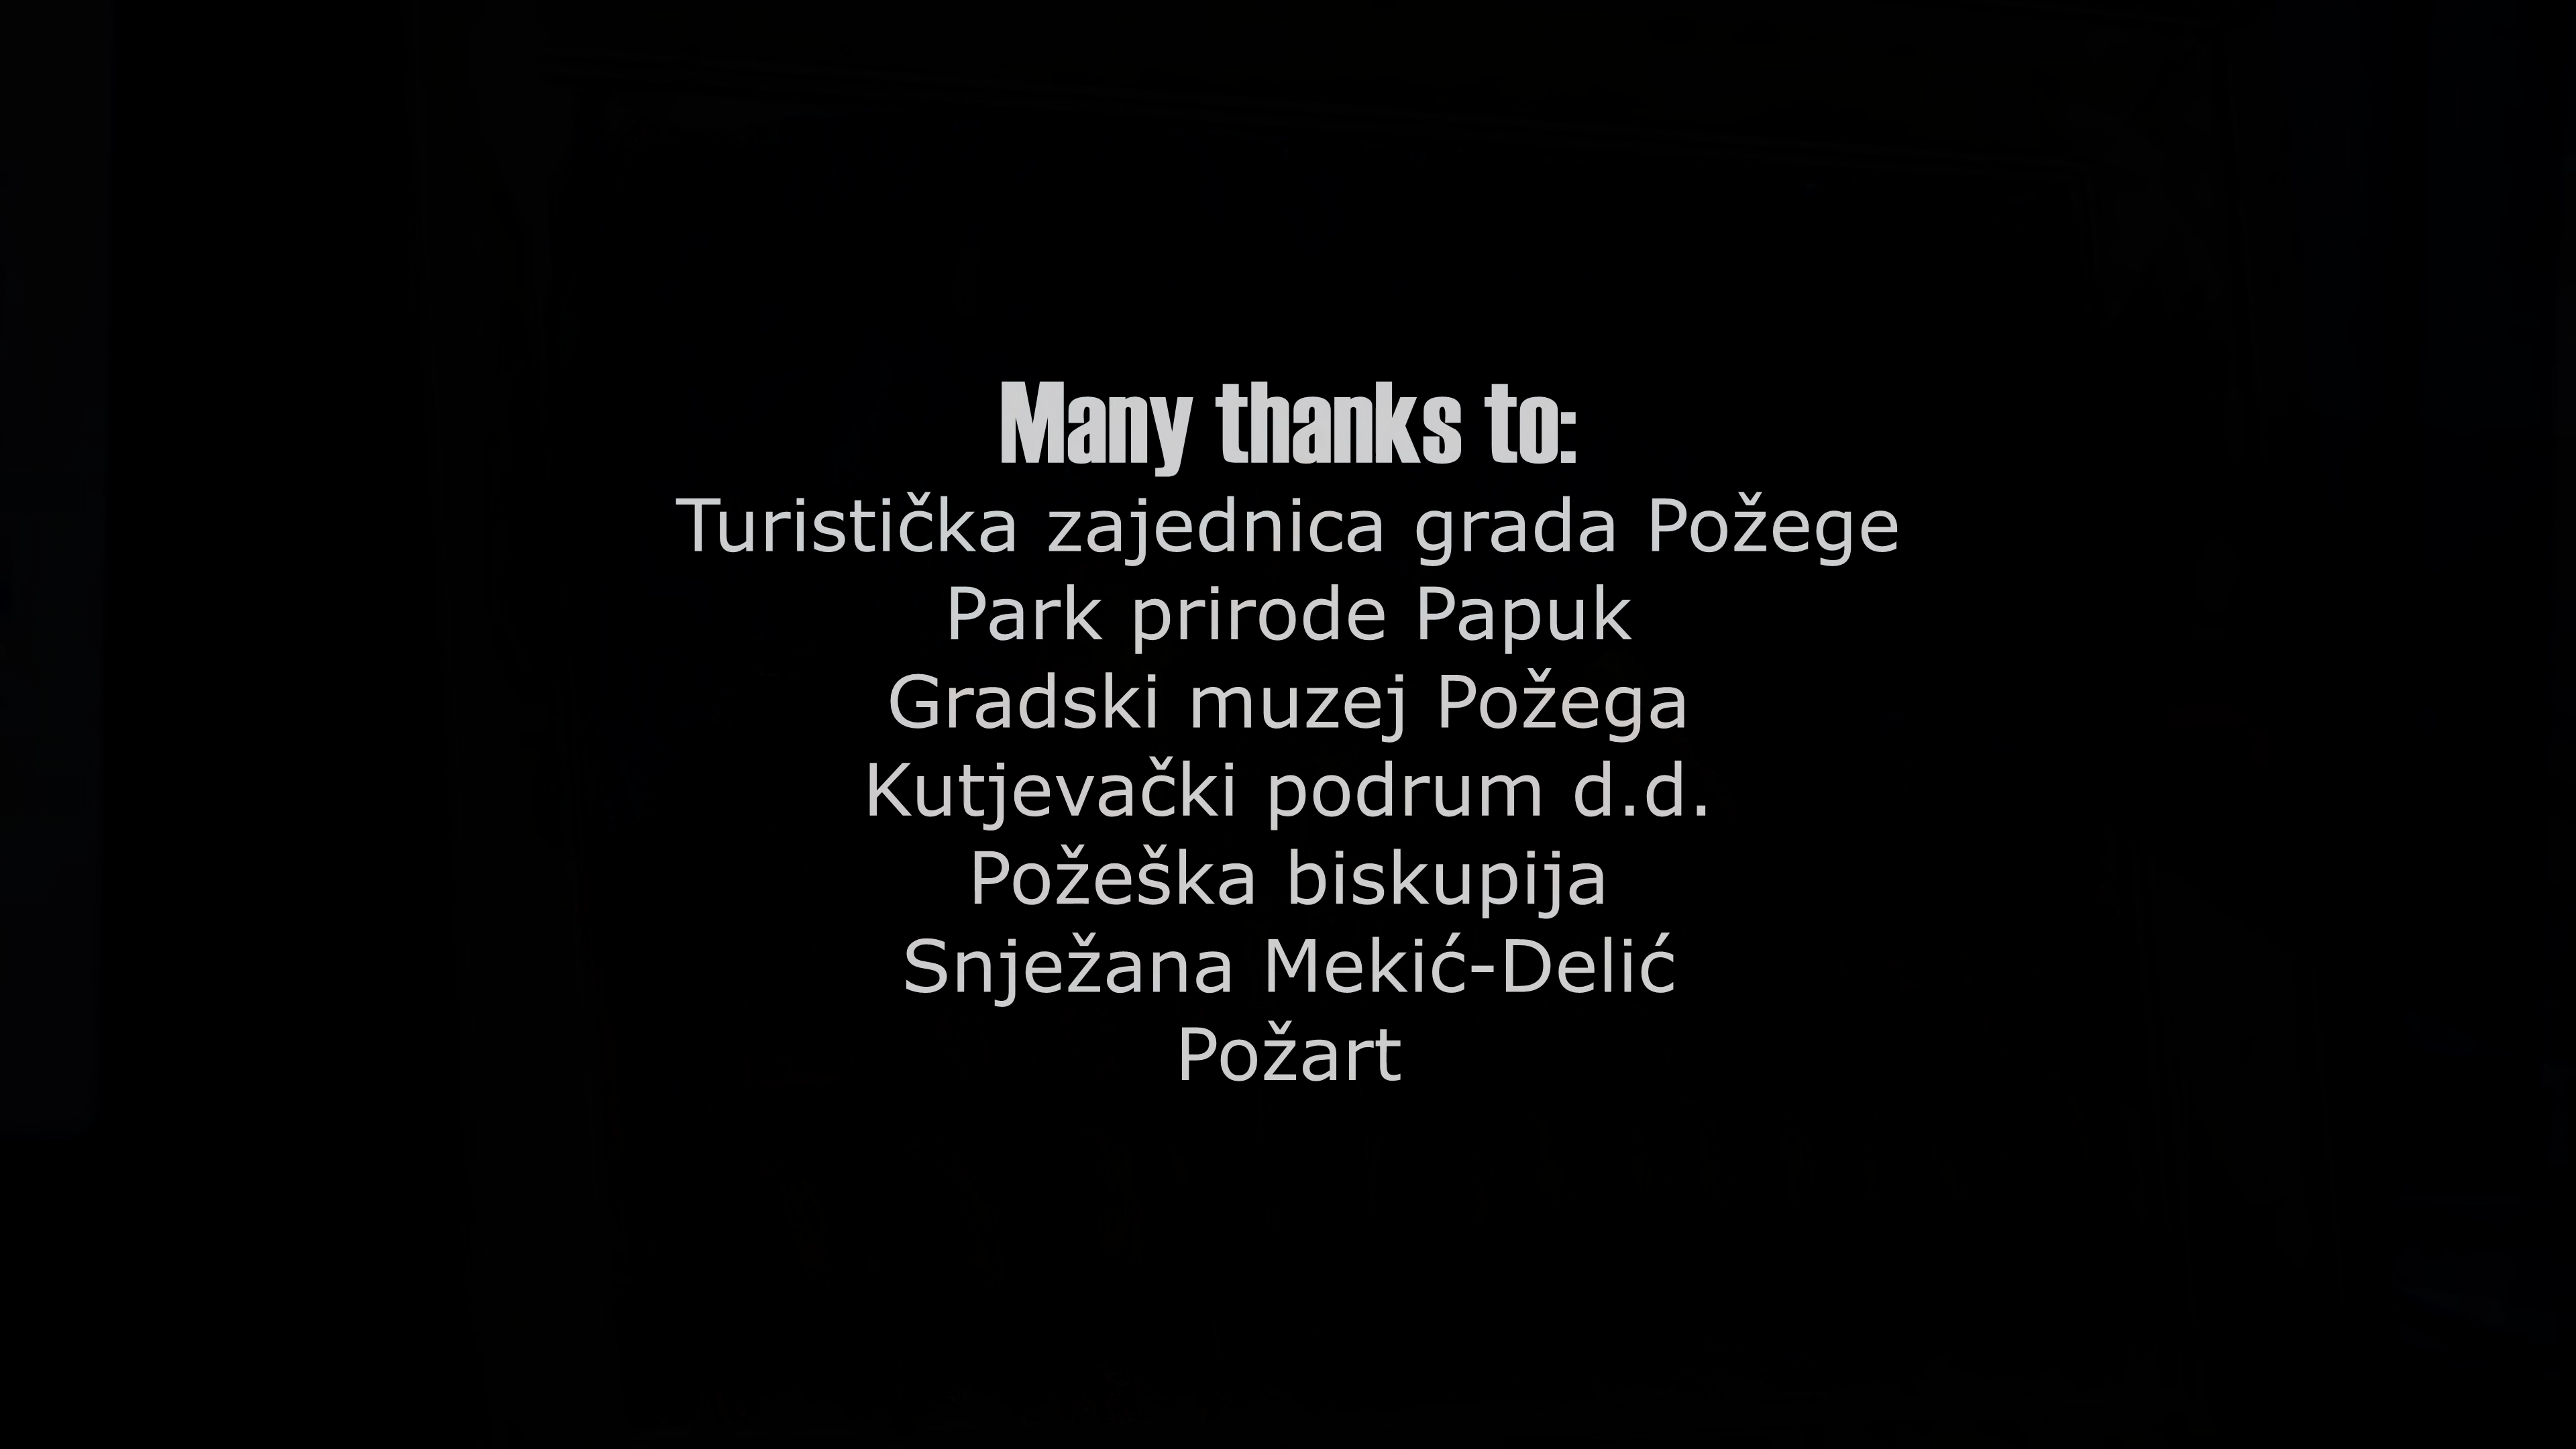 Many thanks to:
Turistička zajednica grada Požege
Park prirode Papuk
Gradski muzej Požega
Kutjevački podrum d.d.
Požeška biskupija
Snježana Mekić-Delić
Požart